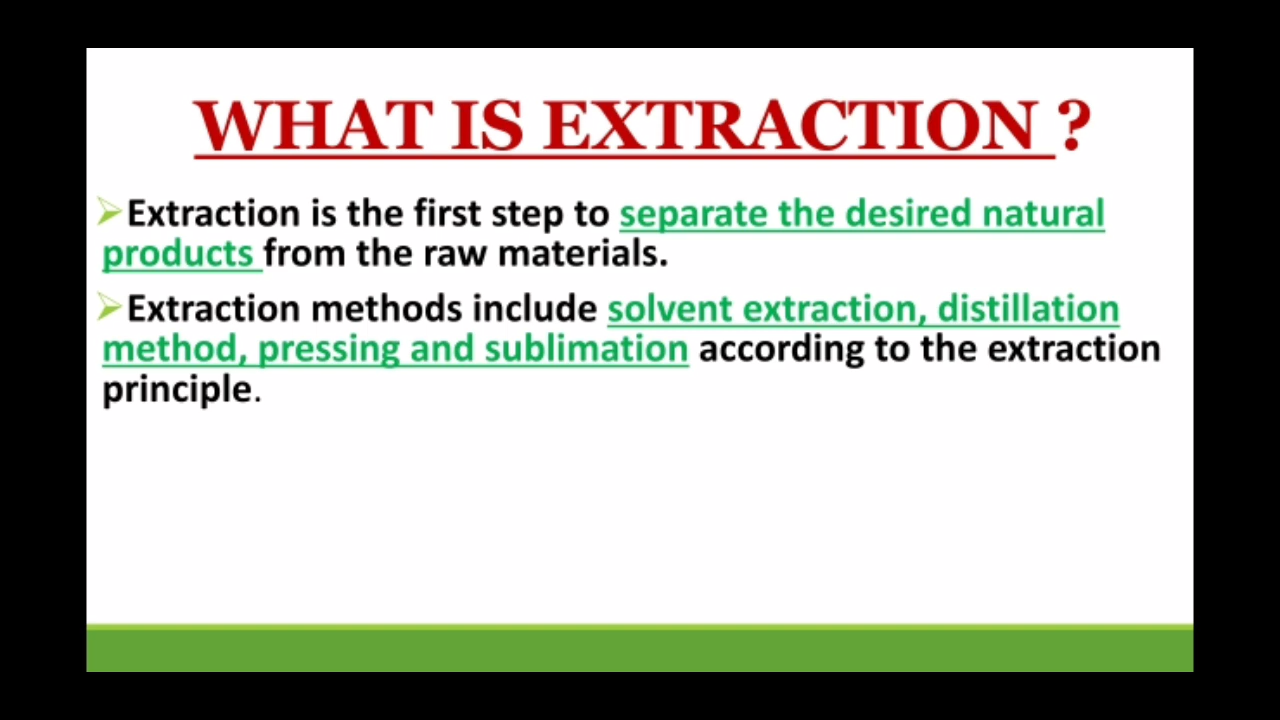 WHAT IS EXTRACTION ?
➢Extraction is the first step to separate the desired natural
products from the raw materials.
➢Extraction methods include solvent extraction, distillation
method, pressing and sublimation according to the extraction
principle.